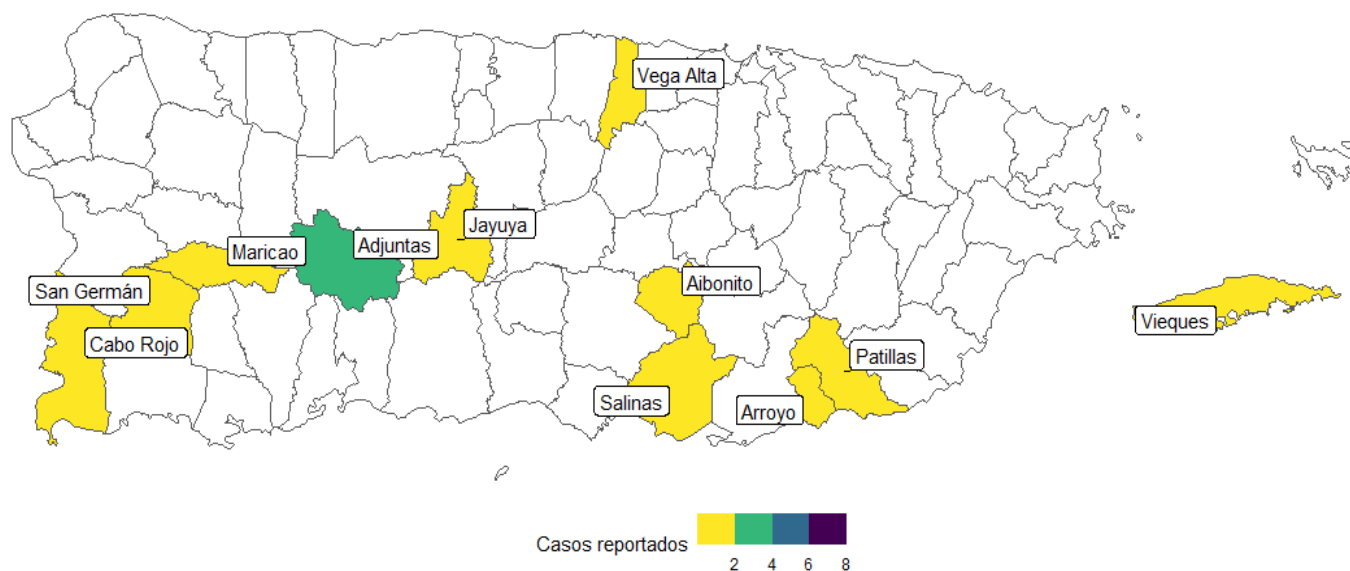 Vega Alta
Jayuya
Adjuntas
Maricao
Aibonito
San Germán
Vieques
Cabo Rojo
Patillas
Salinas
Arroyo
Casos reportados
2 4 6 8